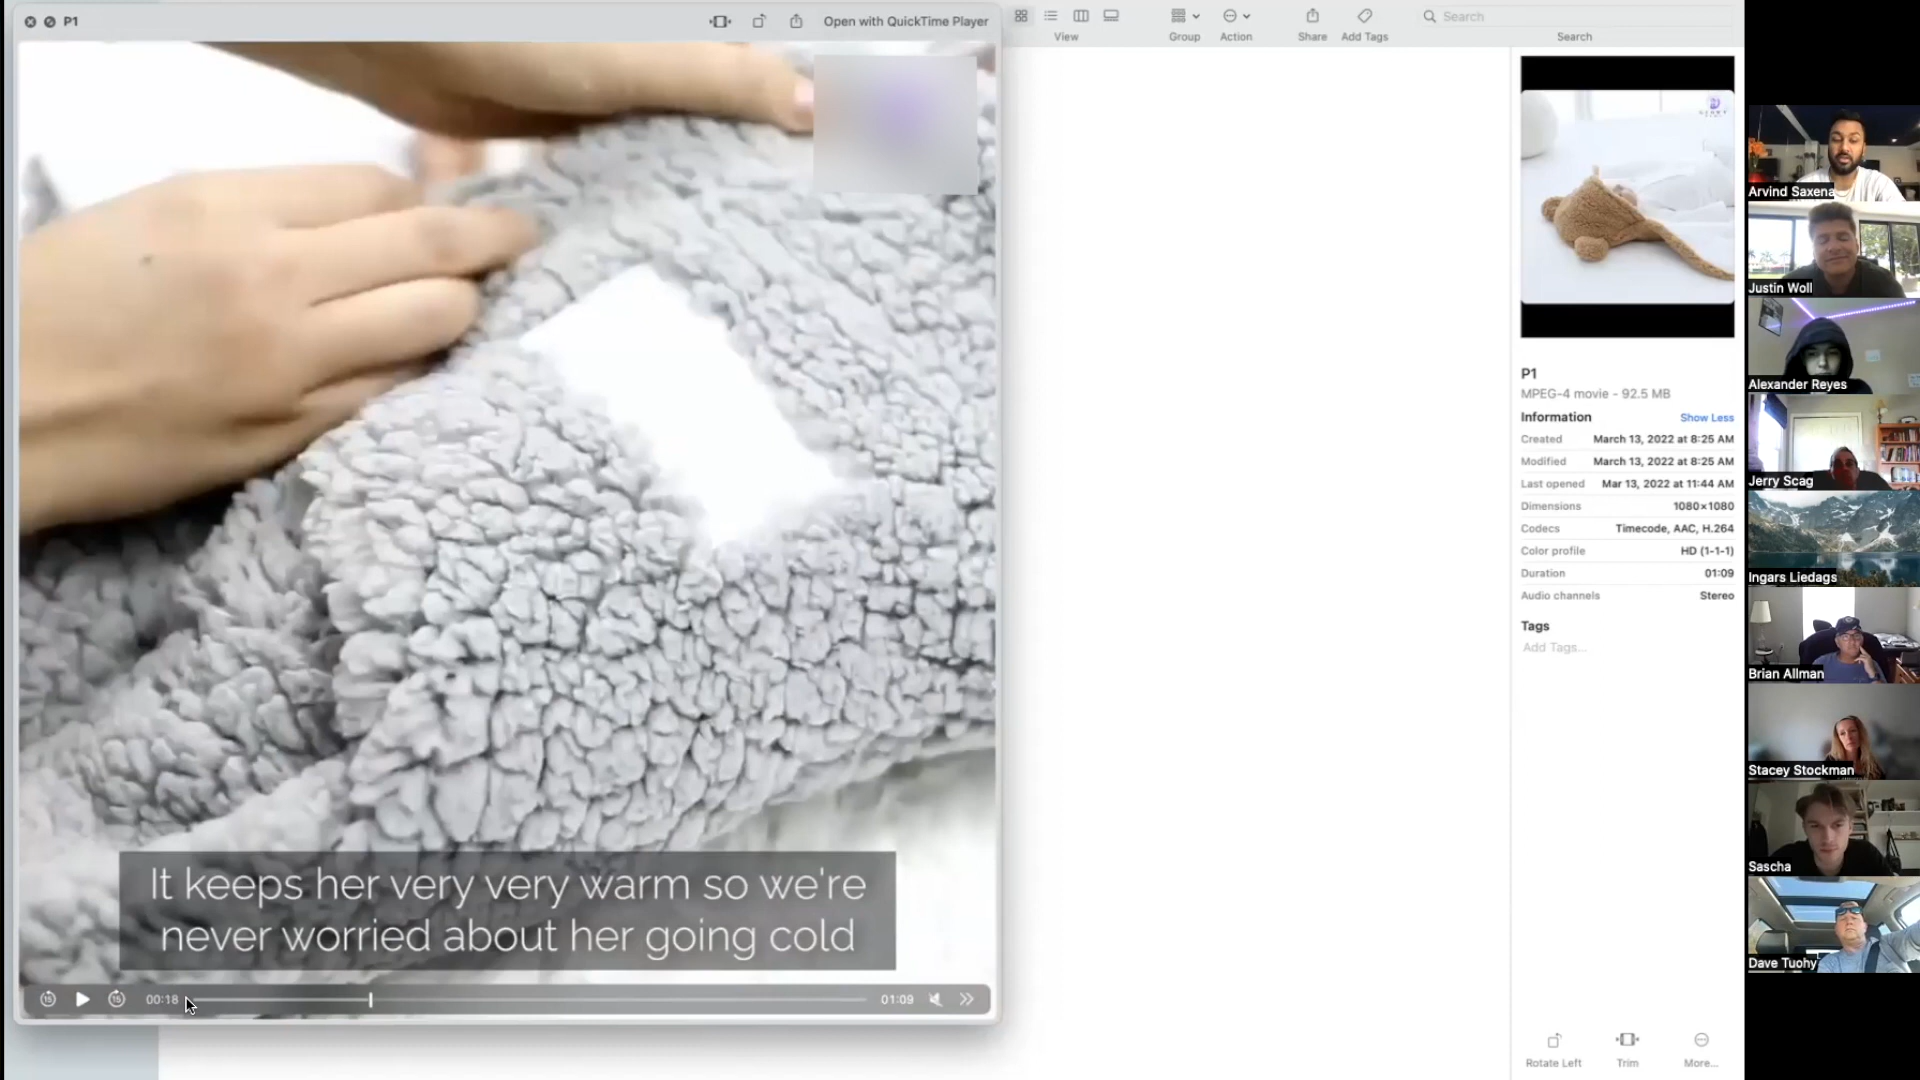 P1
Open with QuickTime Player
View
Group
Action
Share
Add Tags
Search
Search
It keeps her very very warm so we're
never worried about her going cold
15
15
00:18
01:09
P1
MPEG-4 movie - 92.5 MB
Information
Show Less
Created March 13, 2022 at 8:25 AM
Modified March 13, 2022 at 8:25 AM
Last opened Mar 13, 2022 at 11:44 AM
Dimensions 1080×1080
Codecs Timecode, AAC, H.264
Color profile HD (1-1-1)
Duration 01:09
Audio channels Stereo
Tags
Add Tags...
Rotate Left
Trim
More...
Arvind Saxena
Justin Woll
Alexander Reyes
Jerry Scag
Ingars Liedags
Brian Allman
Stacey Stockman
Sascha
Dave Tuohy